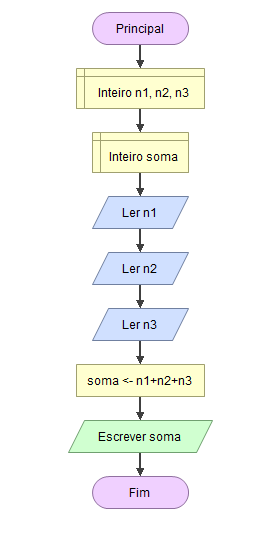 Principal
Inteiro n1, n2, n3
Inteiro soma
Ler n1
Ler n2
Ler n3
soma <- n1+n2+n3
Escrever soma
Fim